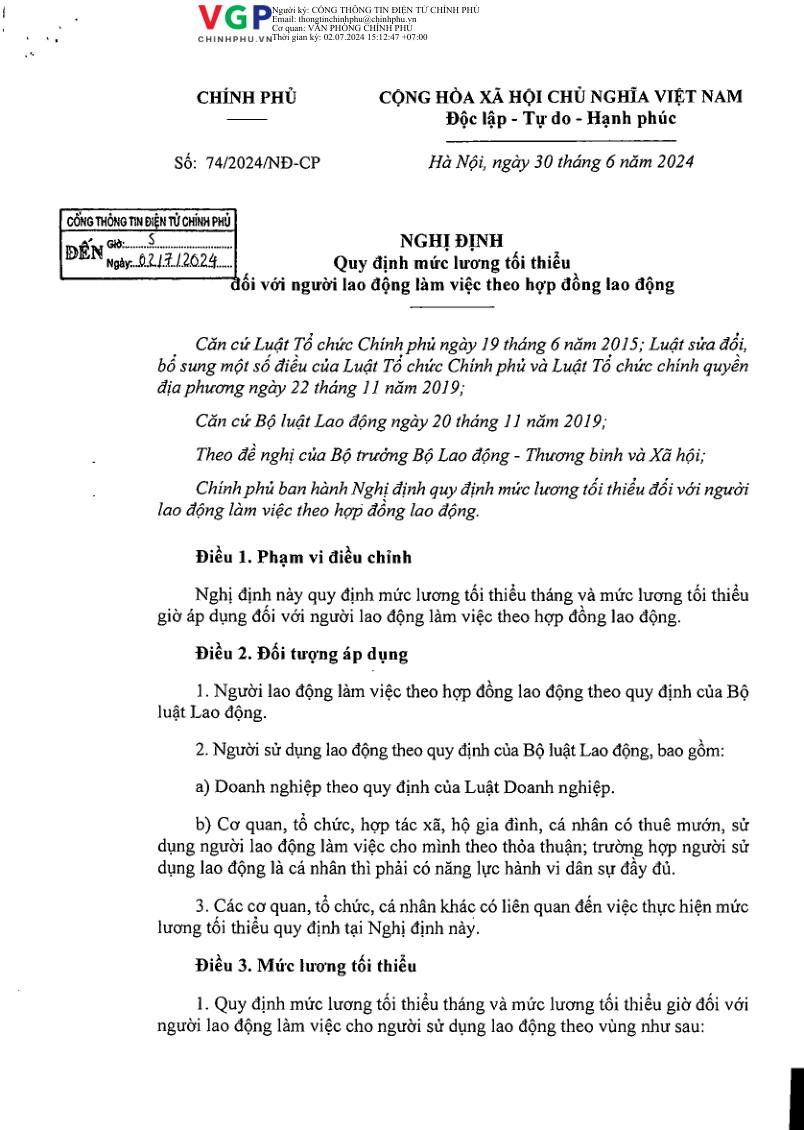 VGP
CHINHPHU.VN
Người ký: CỔNG THÔNG TIN ĐIỆN TỬ CHÍNH PHỦ
Email: thongtinchinhphu@chinhphu.vn
Cơ quan: VĂN PHÒNG CHÍNH PHỦ
Thời gian ký: 02.07.2024 15:12:47 +07:00
CHÍNH PHỦ
CỘNG HÒA XÃ HỘI CHỦ NGHĨA VIỆT NAM
Độc lập - Tự do - Hạnh phúc
Số: 74/2024/NĐ-CP
Hà Nội, ngày 30 tháng 6 năm 2024
CỔNG THÔNG TIN ĐIỆN TỬ CHÍNH PHỦ
ĐẾN Giờ:.....S.....
Ngày:..02/7/2024....
NGHỊ ĐỊNH
Quy định mức lương tối thiểu
đối với người lao động làm việc theo hợp đồng lao động
Căn cứ Luật Tổ chức Chính phủ ngày 19 tháng 6 năm 2015; Luật sửa đổi,
bổ sung một số điều của Luật Tổ chức Chính phủ và Luật Tổ chức chính quyền
địa phương ngày 22 tháng 11 năm 2019;
Căn cứ Bộ luật Lao động ngày 20 tháng 11 năm 2019;
Theo đề nghị của Bộ trưởng Bộ Lao động - Thương binh và Xã hội;
Chính phủ ban hành Nghị định quy định mức lương tối thiểu đối với người
lao động làm việc theo hợp đồng lao động.
Điều 1. Phạm vi điều chỉnh
Nghị định này quy định mức lương tối thiểu tháng và mức lương tối thiểu
giờ áp dụng đối với người lao động làm việc theo hợp đồng lao động.
Điều 2. Đối tượng áp dụng
1. Người lao động làm việc theo hợp đồng lao động theo quy định của Bộ
luật Lao động.
2. Người sử dụng lao động theo quy định của Bộ luật Lao động, bao gồm:
a) Doanh nghiệp theo quy định của Luật Doanh nghiệp.
b) Cơ quan, tổ chức, hợp tác xã, hộ gia đình, cá nhân có thuê mướn, sử
dụng người lao động làm việc cho mình theo thỏa thuận; trường hợp người sử
dụng lao động là cá nhân thì phải có năng lực hành vi dân sự đầy đủ.
3. Các cơ quan, tổ chức, cá nhân khác có liên quan đến việc thực hiện mức
lương tối thiểu quy định tại Nghị định này.
Điều 3. Mức lương tối thiểu
1. Quy định mức lương tối thiểu tháng và mức lương tối thiểu giờ đối với
người lao động làm việc cho người sử dụng lao động theo vùng như sau: